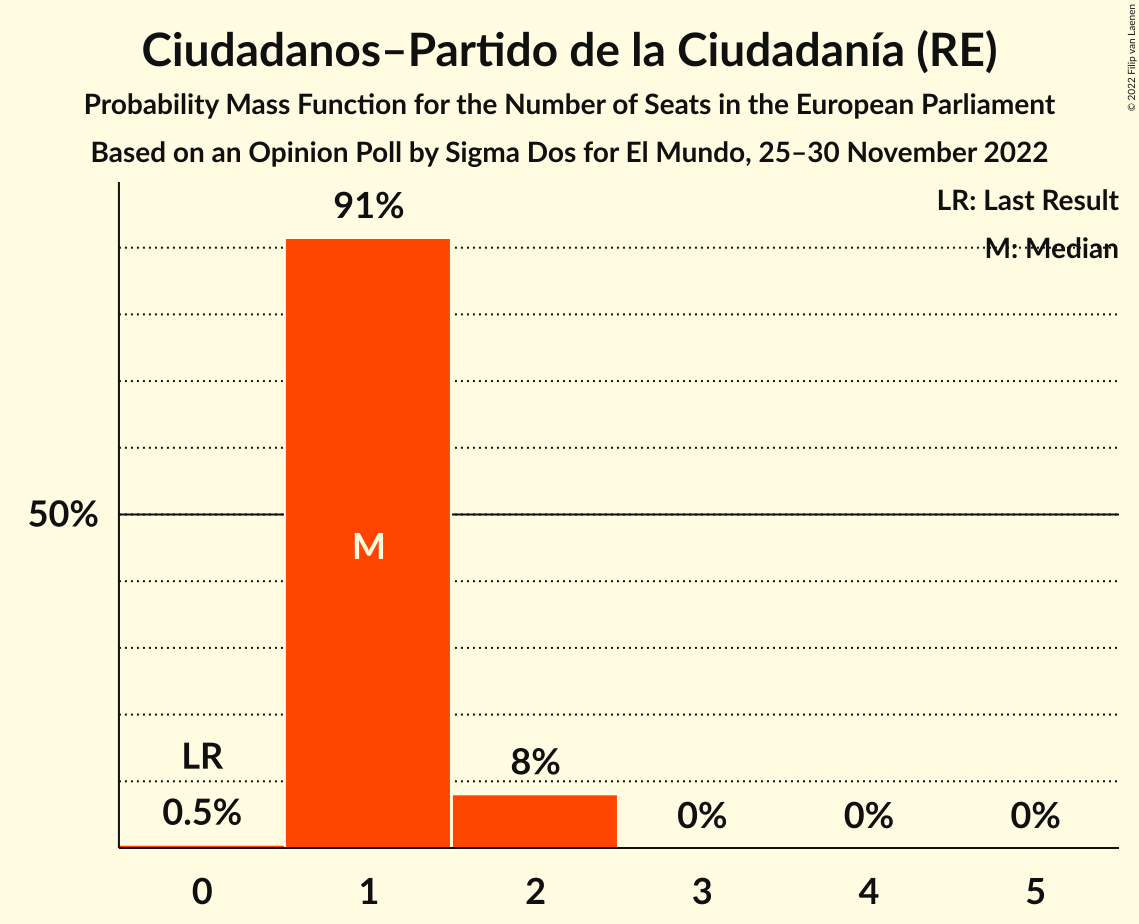 Ciudadanos–Partido de la Ciudadanía (RE)
Probability Mass Function for the Number of Seats in the European Parliament
Based on an Opinion Poll by Sigma Dos for El Mundo, 25–30 November 2022
© 2022 Filip van Laenen
LR: Last Result
M: Median
91%
50%
M
LR
0.5%
8%
0%
0%
0%
0 1 2 3 4 5